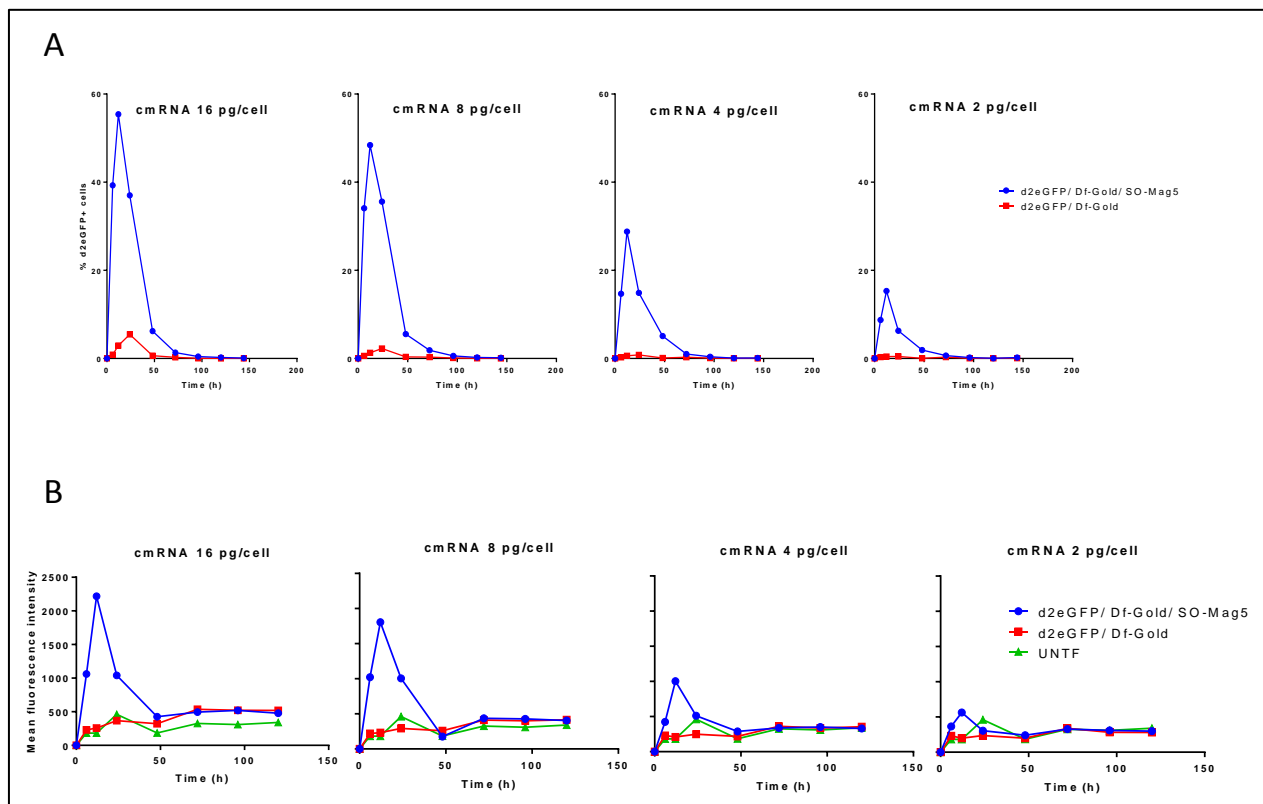 A
cmRNA 16 pg/cell
cmRNA 8 pg/cell
cmRNA 4 pg/cell
cmRNA 2 pg/cell
% d2eGFP+ cells
60
40
20
0
0
50
100
150
200
Time (h)
60
40
20
0
0
50
100
150
200
Time (h)
60
40
20
0
0
50
100
150
200
Time (h)
60
40
20
0
0
50
100
150
200
Time (h)
d2eGFP/ Df-Gold/ SO-Mag5
d2eGFP/ Df-Gold
B
cmRNA 16 pg/cell
cmRNA 8 pg/cell
cmRNA 4 pg/cell
cmRNA 2 pg/cell
Mean fluorescence intensity
2500
2000
1500
1000
500
0
0
50
100
150
Time (h)
0
50
100
150
Time (h)
0
50
100
150
Time (h)
0
50
100
150
Time (h)
d2eGFP/ Df-Gold/ SO-Mag5
d2eGFP/ Df-Gold
UNTF